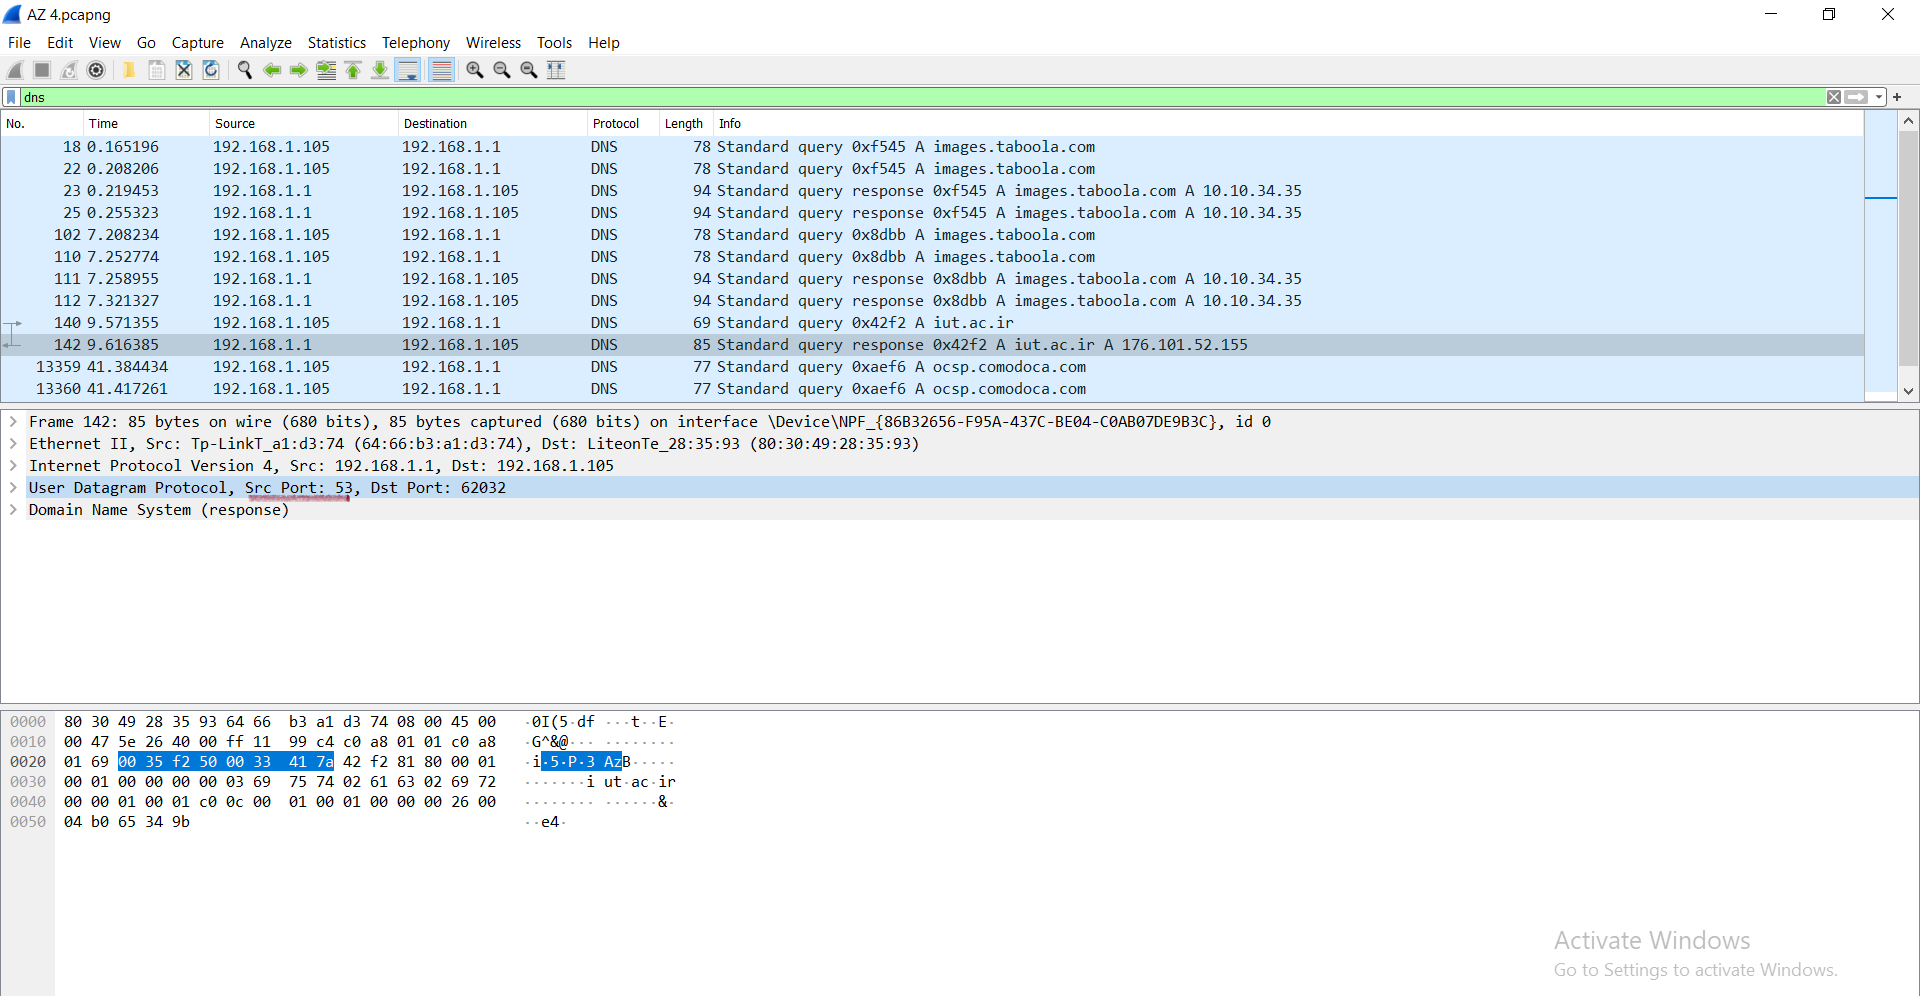 AZ 4.pcapng
File Edit View Go Capture Analyze Statistics Telephony Wireless Tools Help
dns
No. Time Source Destination Protocol Length Info
18 0.165196 192.168.1.105 192.168.1.1 DNS 78 Standard query 0xf545 A images.taboola.com
22 0.208206 192.168.1.105 192.168.1.1 DNS 78 Standard query 0xf545 A images.taboola.com
23 0.219453 192.168.1.1 192.168.1.105 DNS 94 Standard query response 0xf545 A images.taboola.com A 10.10.34.35
25 0.255323 192.168.1.1 192.168.1.105 DNS 94 Standard query response 0xf545 A images.taboola.com A 10.10.34.35
102 7.208234 192.168.1.105 192.168.1.1 DNS 78 Standard query 0x8dbb A images.taboola.com
110 7.252774 192.168.1.105 192.168.1.1 DNS 78 Standard query 0x8dbb A images.taboola.com
111 7.258955 192.168.1.1 192.168.1.105 DNS 94 Standard query response 0x8dbb A images.taboola.com A 10.10.34.35
112 7.321327 192.168.1.1 192.168.1.105 DNS 94 Standard query response 0x8dbb A images.taboola.com A 10.10.34.35
140 9.571355 192.168.1.105 192.168.1.1 DNS 69 Standard query 0x42f2 A iut.ac.ir
142 9.616385 192.168.1.1 192.168.1.105 DNS 85 Standard query response 0x42f2 A iut.ac.ir A 176.101.52.155
13359 41.384434 192.168.1.105 192.168.1.1 DNS 77 Standard query 0xaef6 A ocsp.comodoca.com
13360 41.417261 192.168.1.105 192.168.1.1 DNS 77 Standard query 0xaef6 A ocsp.comodoca.com
Frame 142: 85 bytes on wire (680 bits), 85 bytes captured (680 bits) on interface \Device\NPF_{86B32656-F95A-437C-BE04-C0AB07DE9B3C}, id 0
Ethernet II, Src: Tp-LinkT_a1:d3:74 (64:66:b3:a1:d3:74), Dst: LiteonTe_28:35:93 (80:30:49:28:35:93)
Internet Protocol Version 4, Src: 192.168.1.1, Dst: 192.168.1.105
User Datagram Protocol, Src Port: 53, Dst Port: 62032
Domain Name System (response)
0000 80 30 49 28 35 93 64 66 b3 a1 d3 74 08 00 45 00 ·0I(5·df ···t··E·
0010 00 47 5e 26 40 00 ff 11 99 c4 c0 a8 01 01 c0 a8 ·G^&@··· ········
0020 01 69 00 35 f2 50 00 33 41 7a 42 f2 81 80 00 01 ·i·5·P·3 AzB·····
0030 00 01 00 00 00 00 03 69 75 74 02 61 63 02 69 72 ·······i ut·ac·ir
0040 00 00 01 00 01 c0 0c 00 01 00 01 00 00 00 26 00 ········ ······&·
0050 04 b0 65 34 9b ··e4·
Activate Windows
Go to Settings to activate Windows.